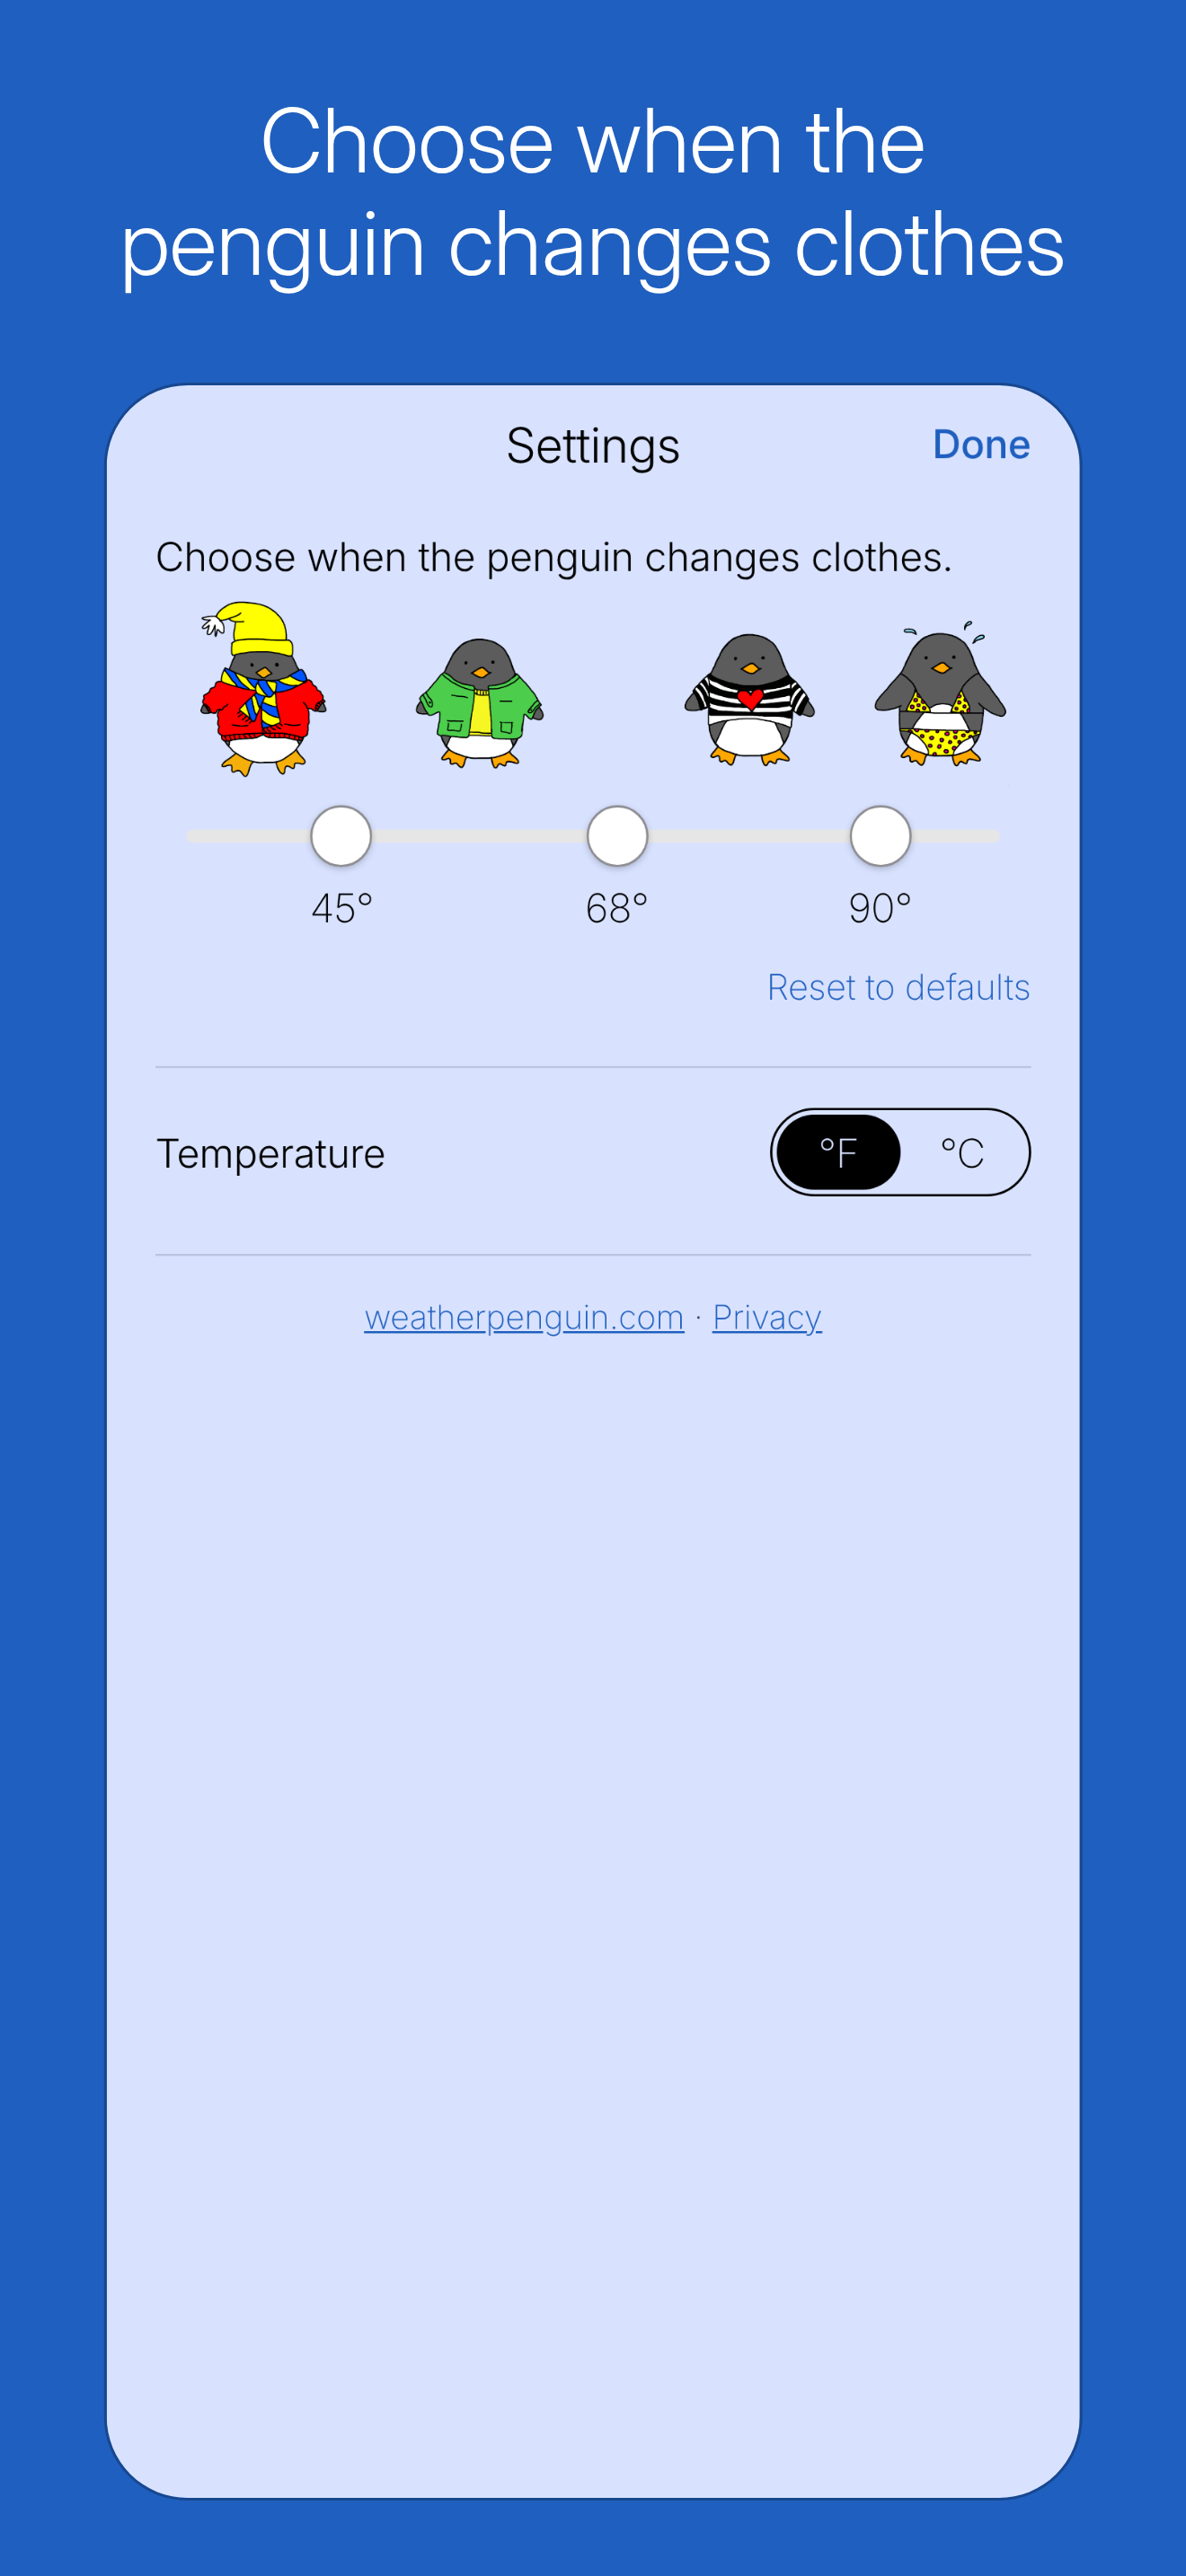 Choose when the
penguin changes clothes
Settings
Done
Choose when the penguin changes clothes.
45° 68° 90°
Reset to defaults
Temperature
°F °C
weatherpenguin.com · Privacy